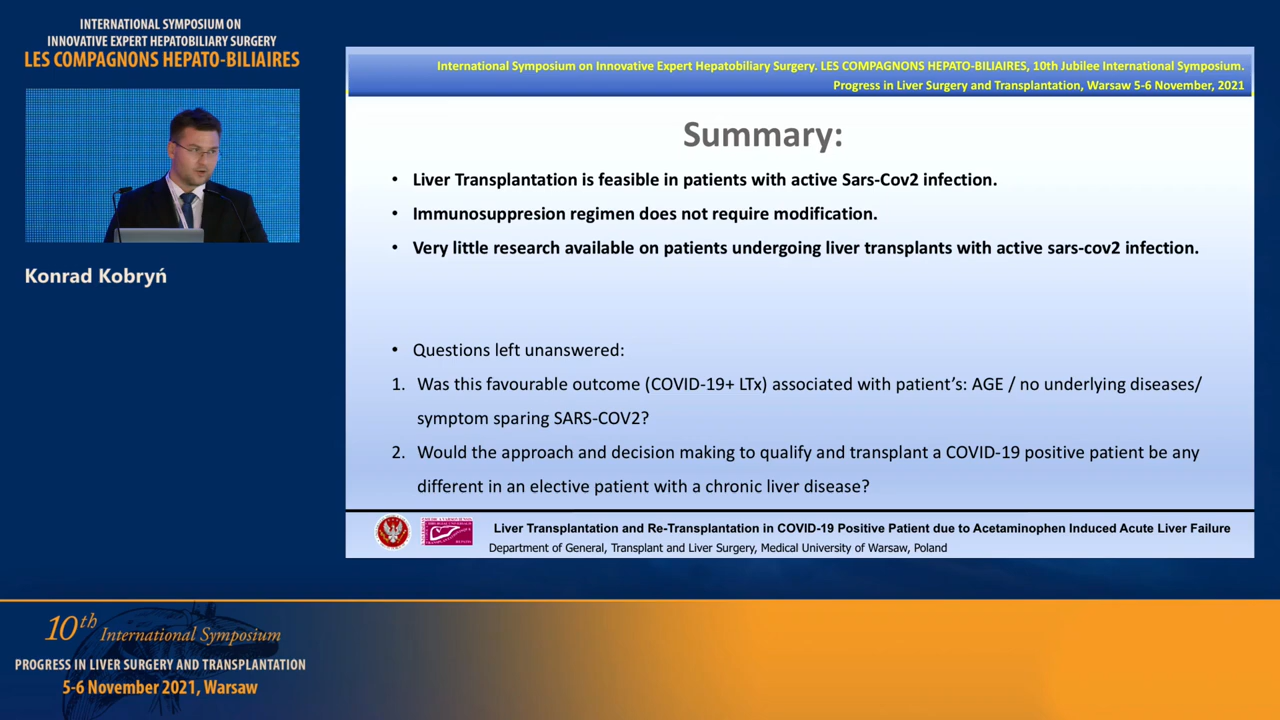 INTERNATIONAL SYMPOSIUM ON
INNOVATIVE EXPERT HEPATOBILIARY SURGERY
LES COMPAGNONS HEPATO-BILIAIRES
Konrad Kobryń
International Symposium on Innovative Expert Hepatobiliary Surgery. LES COMPAGNONS HEPATO-BILIAIRES, 10th Jubilee International Symposium.
Progress in Liver Surgery and Transplantation, Warsaw 5-6 November, 2021
Summary:
• Liver Transplantation is feasible in patients with active Sars-Cov2 infection.
• Immunosuppresion regimen does not require modification.
• Very little research available on patients undergoing liver transplants with active sars-cov2 infection.
• Questions left unanswered:
1. Was this favourable outcome (COVID-19+ LTx) associated with patient’s: AGE / no underlying diseases/
symptom sparing SARS-COV2?
2. Would the approach and decision making to qualify and transplant a COVID-19 positive patient be any
different in an elective patient with a chronic liver disease?
Liver Transplantation and Re-Transplantation in COVID-19 Positive Patient due to Acetaminophen Induced Acute Liver Failure
Department of General, Transplant and Liver Surgery, Medical University of Warsaw, Poland
10th International Symposium
PROGRESS IN LIVER SURGERY AND TRANSPLANTATION
5-6 November 2021, Warsaw